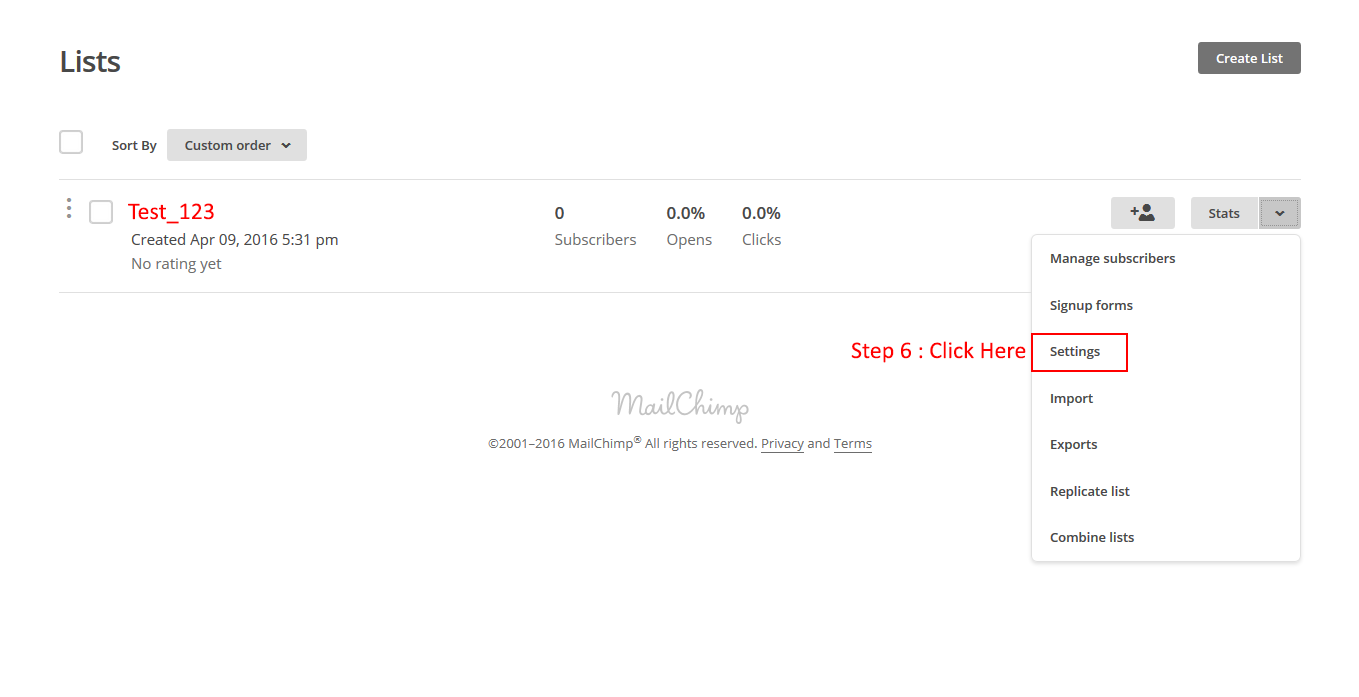 Lists
Create List
Sort By Custom order
Test_123
0 0.0% 0.0%
Stats
Created Apr 09, 2016 5:31 pm
Subscribers Opens Clicks
No rating yet
Manage subscribers
Signup forms
Step 6 : Click Here
Settings
Import
Exports
Replicate list
Combine lists
MailChimp
©2001–2016 MailChimp® All rights reserved. Privacy and Terms